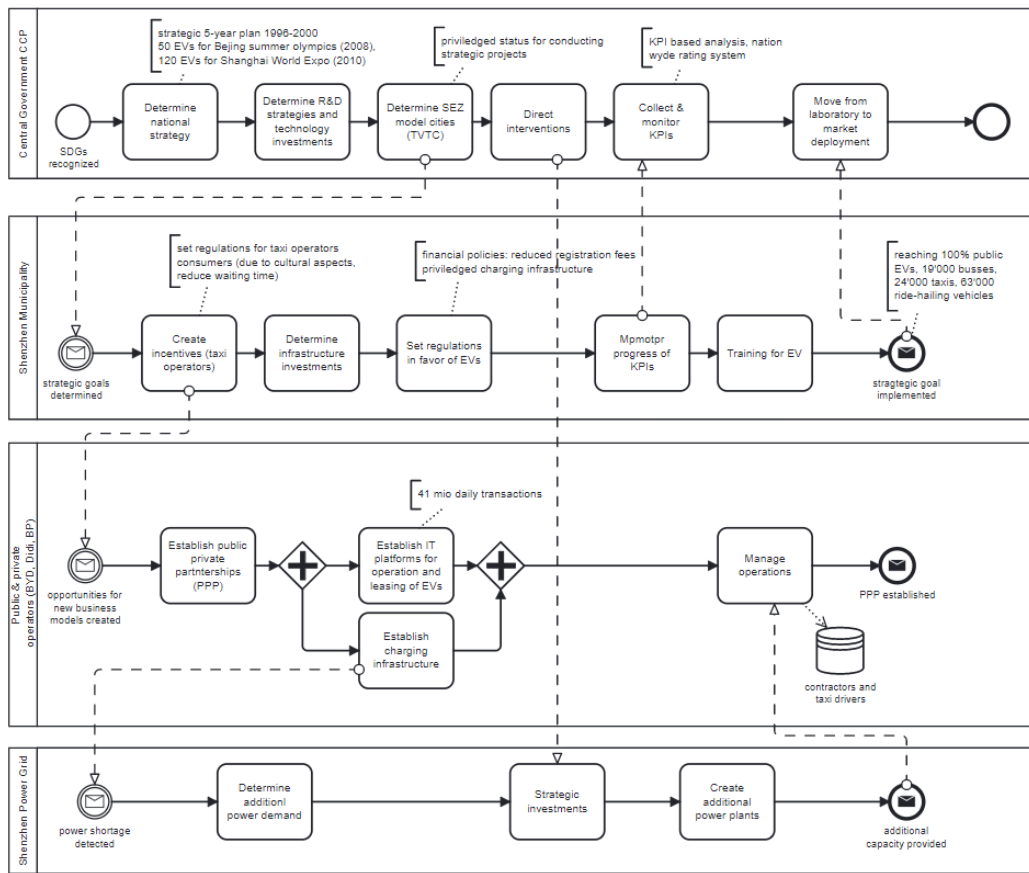 Central Government CCP
strategic 5-year plan 1996-2000
50 EVs for Bejing summer olympics (2008),
120 EVs for Shanghai World Expo (2010)
priviledged status for conducting
strategic projects
KPI based analysis, nation
wyde rating system
SDGs
recognized
Determine
national
strategy
Determine R&D
strategies and
technology
investments
Determine SEZ
model cities
(TVTC)
Direct
interventions
Collect &
monitor
KPIs
Move from
laboratory to
market
deployment
Shenzhen Municipality
set regulations for taxi operators
consumers (due to cultural aspects,
reduce waiting time)
financial policies: reduced registration fees
priviledged charging infrastructure
reaching 100% public
EVs, 19'000 busses,
24'000 taxis, 63'000
ride-hailing vehicles
strategic goals
determined
Create
incentives (taxi
operators)
Determine
infrastructure
investments
Set regulations
in favor of EVs
Mpmotpr
progress of
KPIs
Training for EV
stragtegic goal
implemented
Public & private
operators (BYD, Didi, BP)
41 mio daily transactions
opportunities for
new business
models created
Establish public
private
partnterships
(PPP)
Establish IT
platforms for
operation and
leasing of EVs
Establish
charging
infrastructure
Manage
operations
PPP established
contractors and
taxi drivers
Shenzhen Power Grid
power shortage
detected
Determine
additionl
power demand
Strategic
investments
Create
additional
power plants
additional
capacity provided